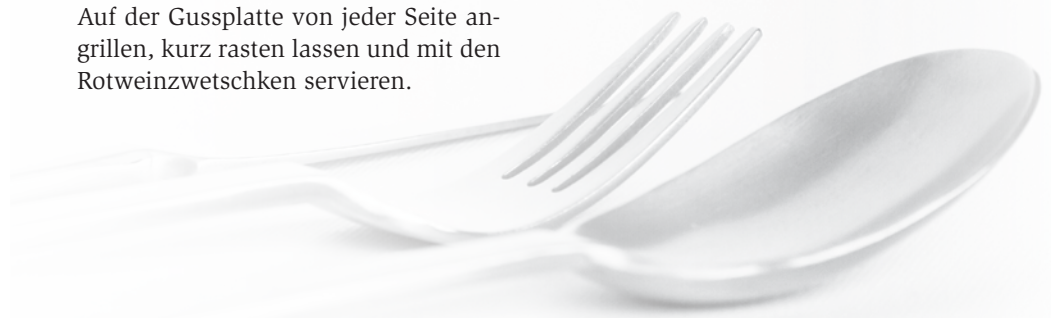 Auf der Gussplatte von jeder Seite an-
grillen, kurz rasten lassen und mit den
Rotweinzwetschken servieren.